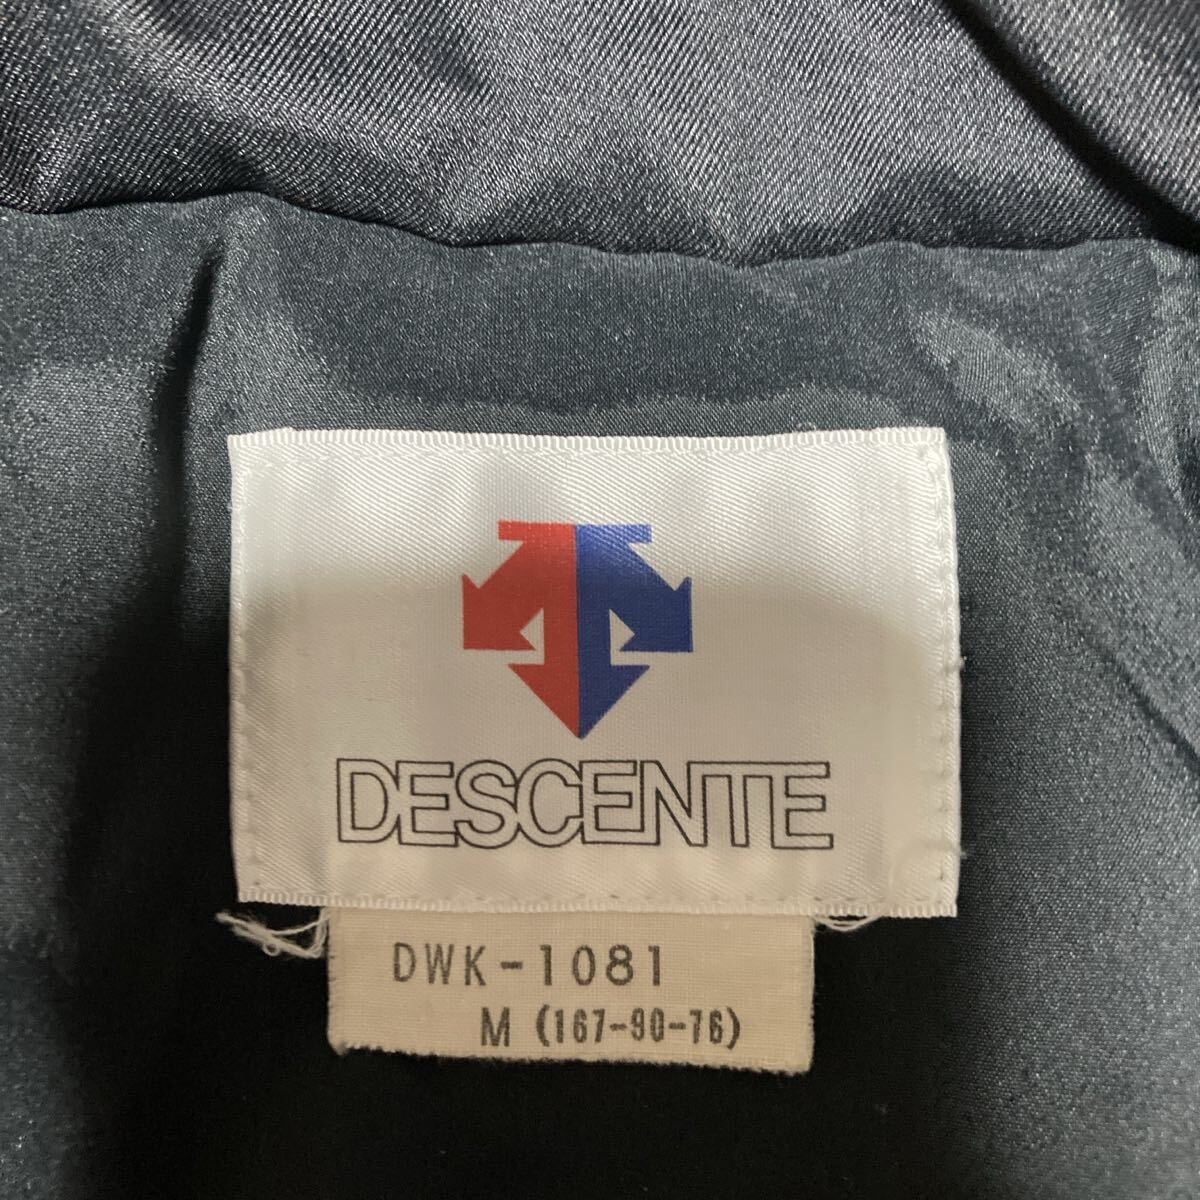 DESCENTE
DWK-1081
M (167-90-76)